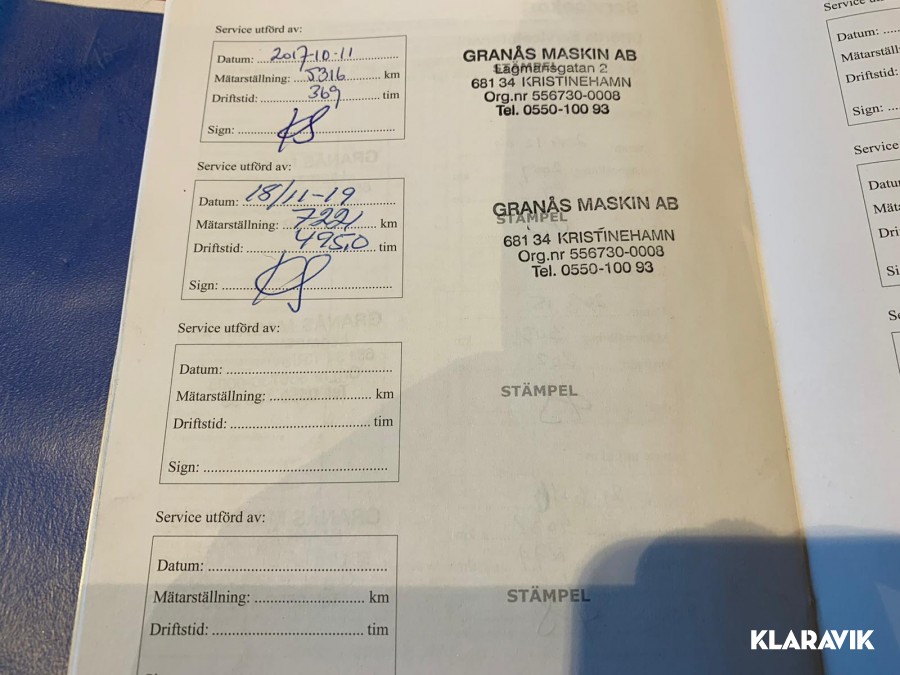 Service utförd av:
Datum: 2017-10-11
Mätarställning: 5316 km
Driftstid: 369 tim
Sign:
GRANÅS MASKIN AB
STÄMPEL
Lagmansgatan 2
681 34 KRISTINEHAMN
Org.nr 556730-0008
Tel. 0550-100 93
Service utförd av:
Datum: 18/11-19
Mätarställning: 7221 km
Driftstid: 495,0 tim
Sign:
GRANÅS MASKIN AB
STÄMPEL
681 34 KRISTINEHAMN
Org.nr 556730-0008
Tel. 0550-100 93
Service utförd av:
Datum:
Mätarställning: km
Driftstid: tim
Sign:
STÄMPEL
Service utförd av:
Datum:
Mätarställning: km
Driftstid: tim
STÄMPEL
Datum:
Driftstid:
Sign:
Service
KLARAVIK